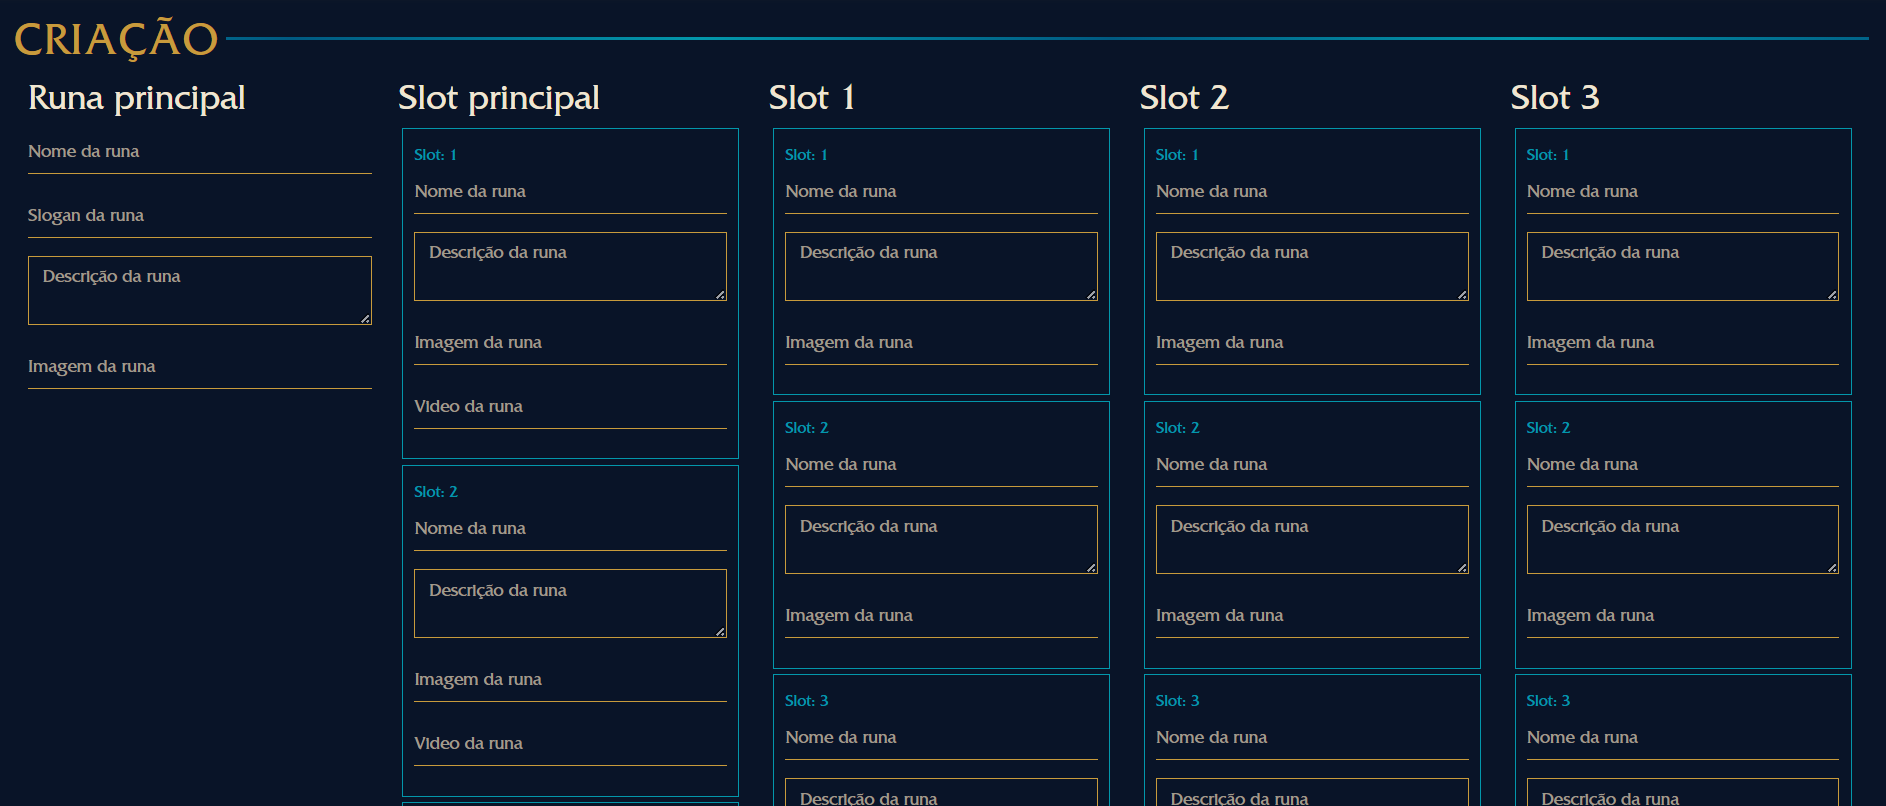 CRIAÇÃO
Runa principal
Nome da runa
Slogan da runa
Descrição da runa
Imagem da runa
Slot principal
Slot: 1
Nome da runa
Descrição da runa
Imagem da runa
Video da runa
Slot: 2
Nome da runa
Descrição da runa
Imagem da runa
Video da runa
Slot 1
Slot: 1
Nome da runa
Descrição da runa
Imagem da runa
Slot: 2
Nome da runa
Descrição da runa
Imagem da runa
Slot: 3
Nome da runa
Descrição da runa
Slot 2
Slot: 1
Nome da runa
Descrição da runa
Imagem da runa
Slot: 2
Nome da runa
Descrição da runa
Imagem da runa
Slot: 3
Nome da runa
Descrição da runa
Slot 3
Slot: 1
Nome da runa
Descrição da runa
Imagem da runa
Slot: 2
Nome da runa
Descrição da runa
Imagem da runa
Slot: 3
Nome da runa
Descrição da runa